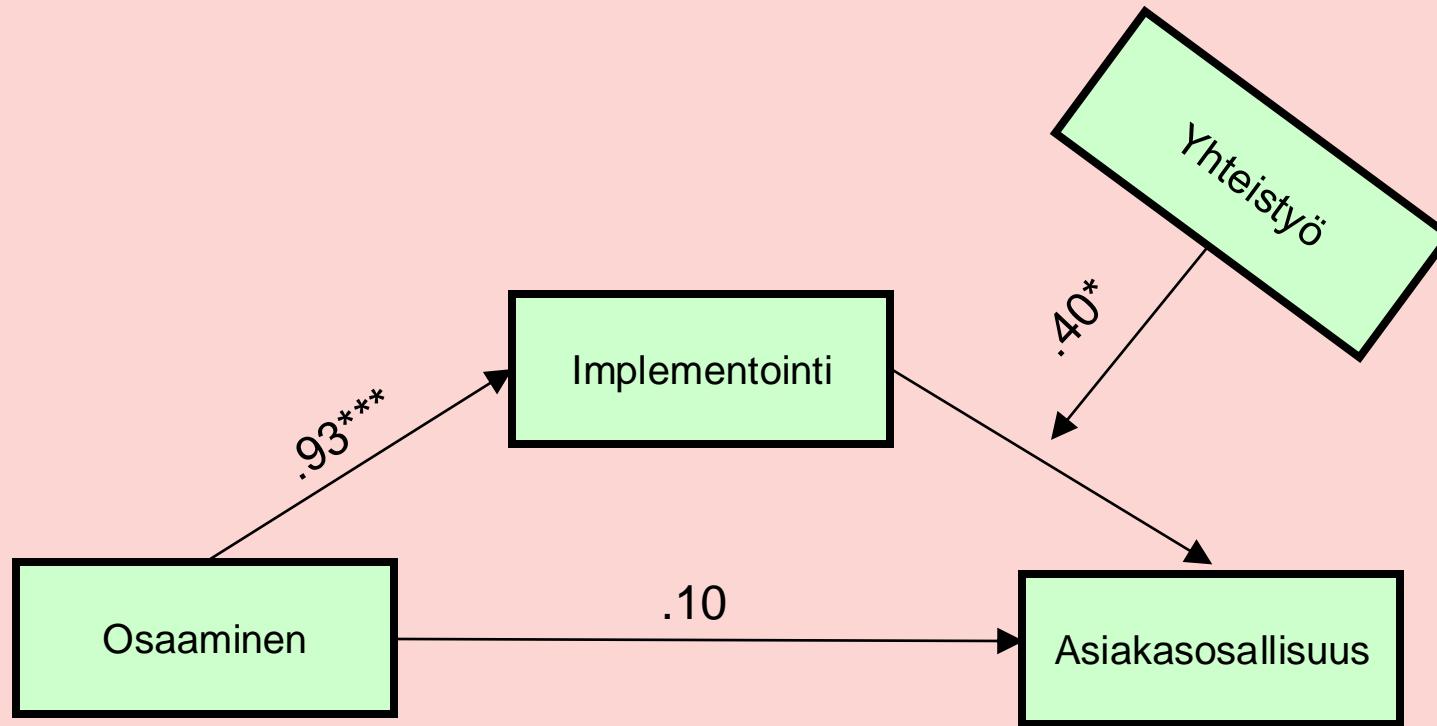 Yhteistyö
.40*
Implementointi
.93***
.10
Osaaminen
Asiakasosallisuus